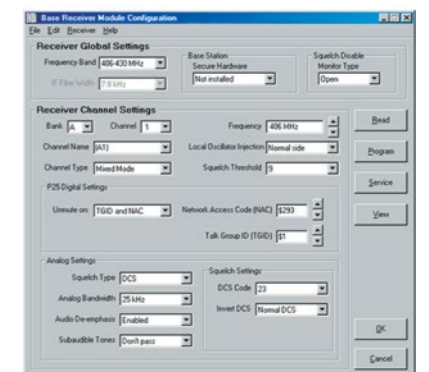 Base Receiver Module Configuration
File Edit Receiver Help
Receiver Global Settings
Frequency Band 406-430 MHz
IF Filter Width 7.8 kHz
Base Station
Secure Hardware
Not installed
Squelch Disable
Monitor Type
Open
Receiver Channel Settings
Bank A Channel 1
Frequency 406 MHz
Channel Name (A1)
Local Oscillator Injection Normal side
Channel Type Mixed Mode
Squelch Threshold 9
P25 Digital Settings
Unmute on: TGID and NAC
Network Access Code (NAC) $293
Talk Group ID (TGID) $1
Analog Settings
Squelch Type DCS
Analog Bandwidth 25 kHz
Audio De-emphasis Enabled
Subaudible Tones Don't pass
Squelch Settings
DCS Code 23
Invert DCS Normal DCS
Read
Program
Service
View
OK
Cancel